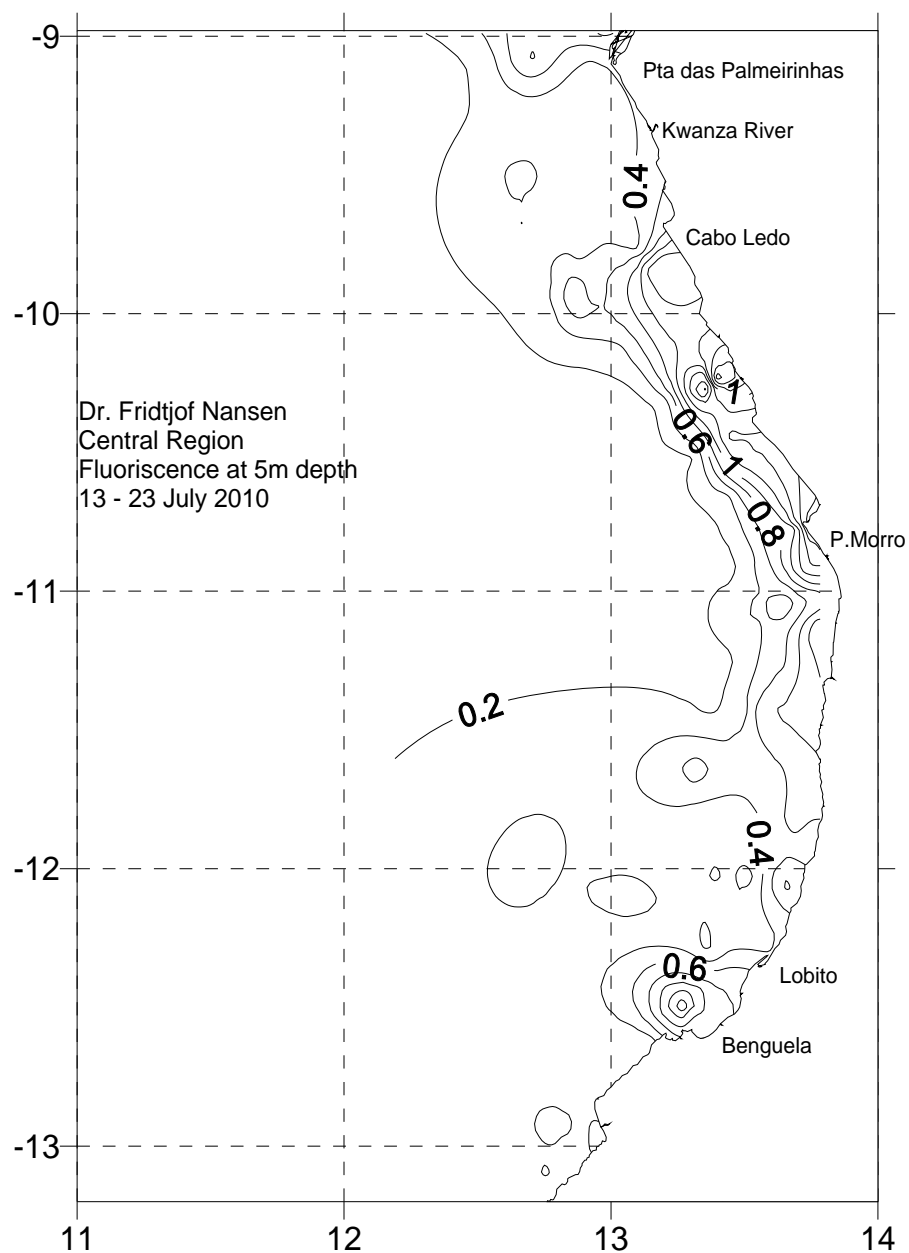 -9
Pta das Palmeirinhas
Kwanza River
0.4
Cabo Ledo
-10
1
Dr. Fridtjof Nansen
Central Region
Fluoriscence at 5m depth
13 - 23 July 2010
0.6
1
0.8
P.Morro
-11
0.2
0.4
-12
0.6
Lobito
Benguela
-13
11
12
13
14